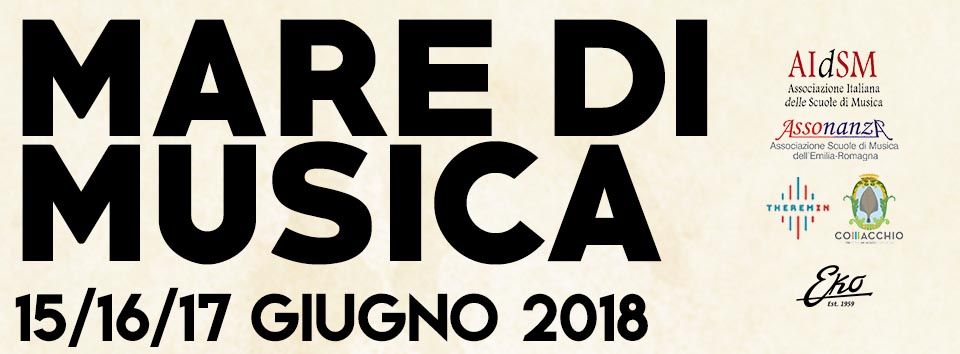 MARE DI
MUSICA
15/16/17 GIUGNO 2018
AIdSM
Associazione Italiana
delle Scuole di Musica
AssonanzA
Associazione Scuole di Musica
dell'Emilia-Romagna
THEREMIN
COMACCHIO
Eko
Est. 1959